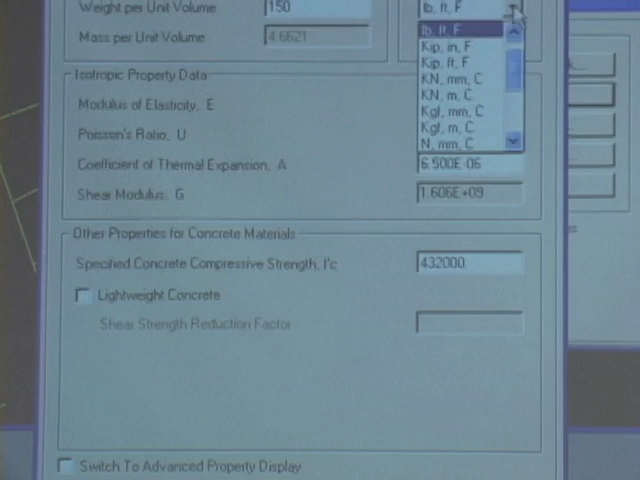 Weight per Unit Volume 150 lb, ft, F
Mass per Unit Volume 4.6621 lb, ft, F
Kip, in, F
Kip, ft, F
KN, mm, C
KN, m, C
Kgf, mm, C
Kgf, m, C
N, mm, C
Isotropic Property Data
Modulus of Elasticity, E
Poisson's Ratio, U
Coefficient of Thermal Expansion, A 6.500E-06
Shear Modulus, G 1.606E+09
Other Properties for Concrete Materials
Specified Concrete Compressive Strength, f'c 432000.
Lightweight Concrete
Shear Strength Reduction Factor
Switch To Advanced Property Display